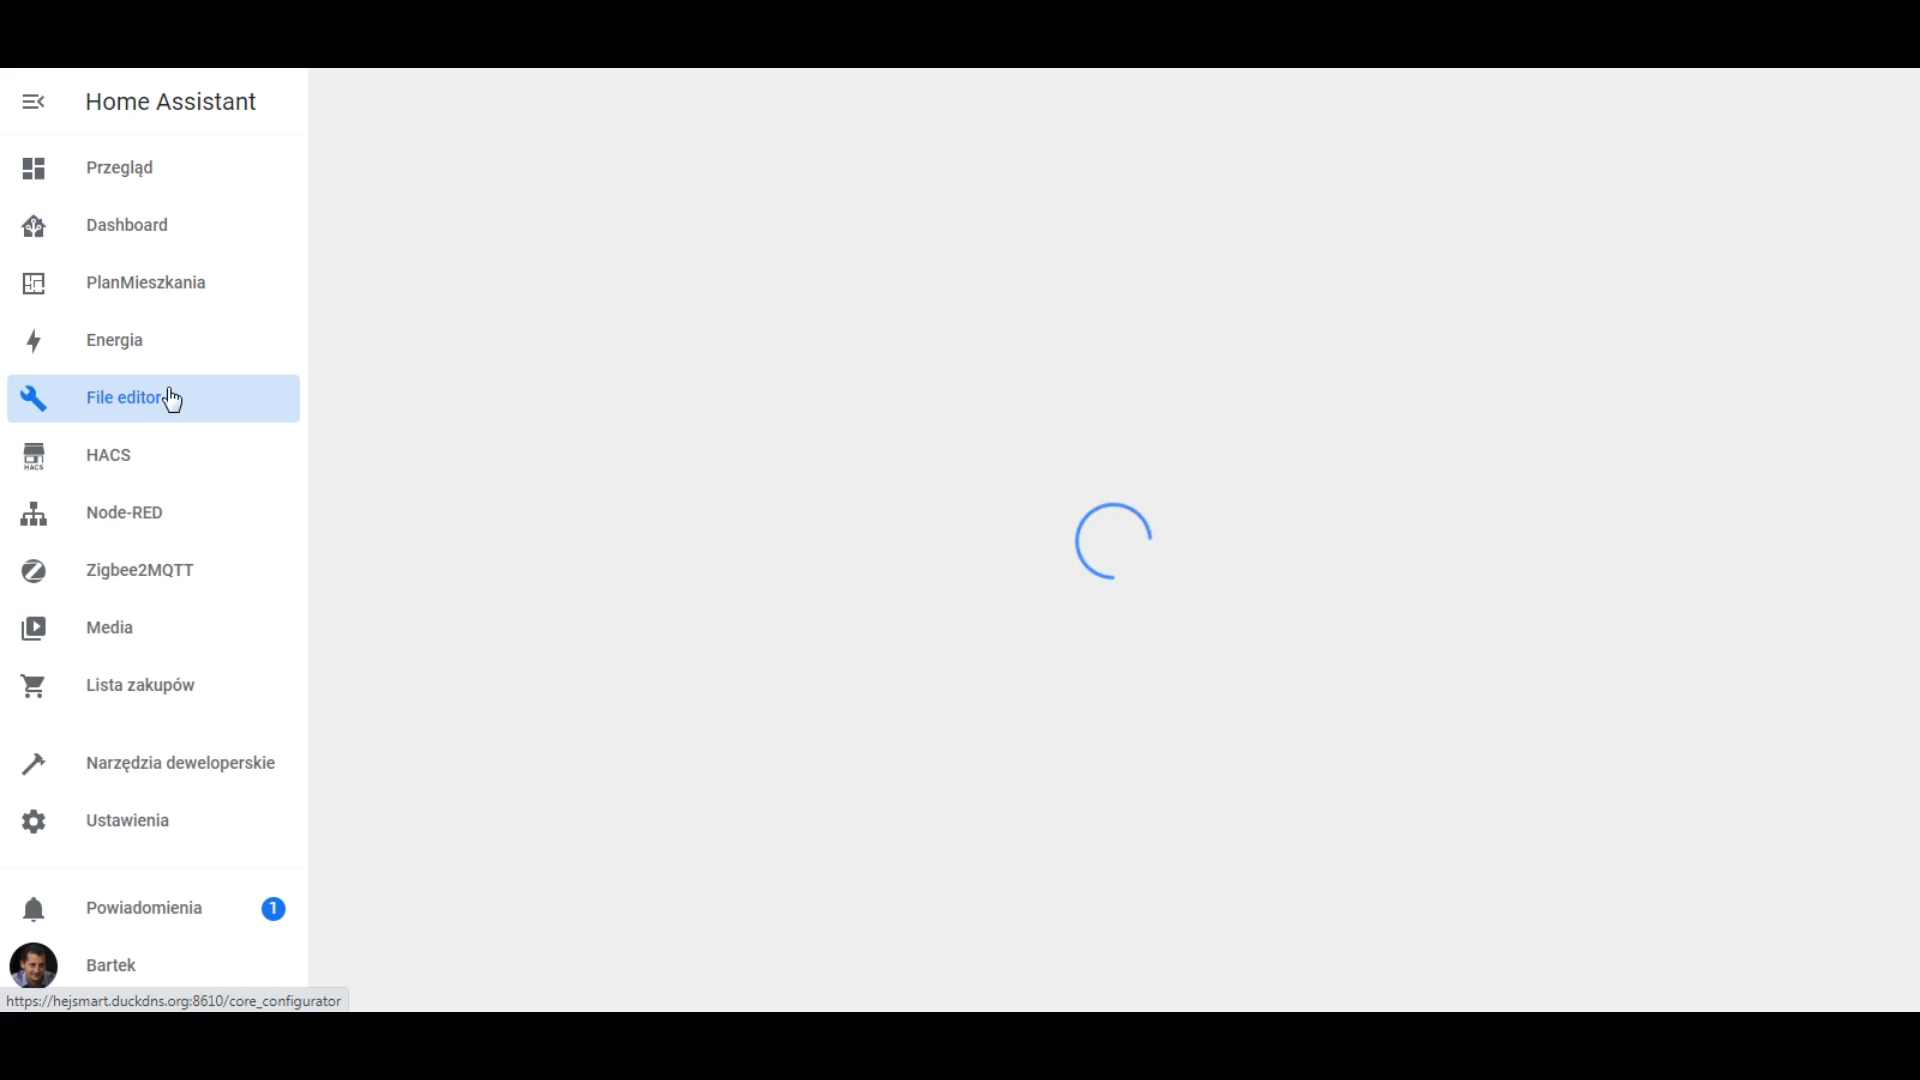 Home Assistant
Przegląd
Dashboard
PlanMieszkania
Energia
File editor
HACS
HACS
Node-RED
Zigbee2MQTT
Media
Lista zakupów
Narzędzia deweloperskie
Ustawienia
Powiadomienia 1
Bartek
https://hejsmart.duckdns.org:8610/core_configurator